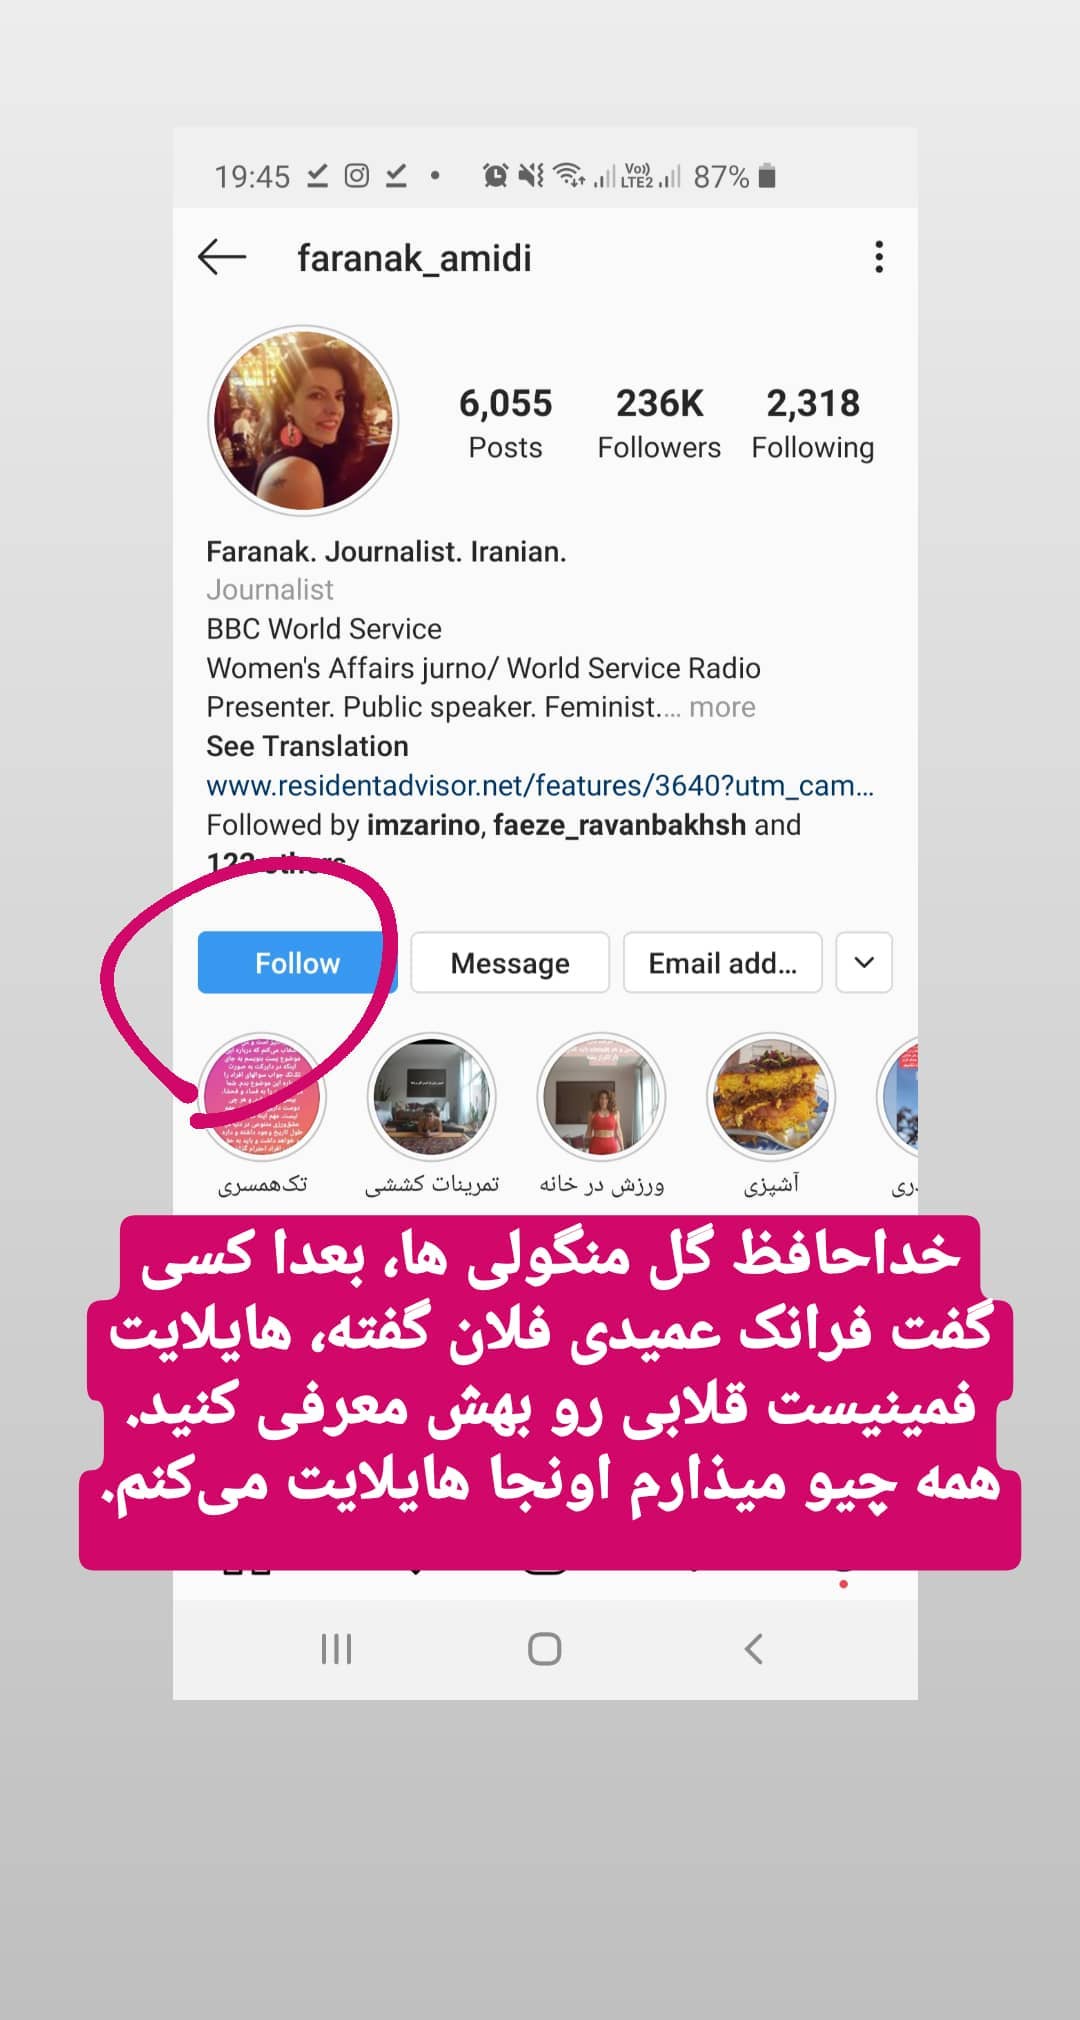 19:45 Vo) LTE2 87%
faranak_amidi
6,055 236K 2,318
Posts Followers Following
Faranak. Journalist. Iranian.
Journalist
BBC World Service
Women's Affairs jurno/ World Service Radio
Presenter. Public speaker. Feminist.... more
See Translation
www.residentadvisor.net/features/3640?utm_cam...
Followed by imzarino, faeze_ravanbakhsh and
122 others
Follow Message Email add...
تک‌همسری تمرینات کششی ورزش در خانه آشپزی
خداحافظ گل منگولی ها، بعدا کسی
گفت فرانک عمیدی فلان گفته، هایلایت
فمینیست قلابی رو بهش معرفی کنید.
همه چیو میذارم اونجا هایلایت می‌کنم.